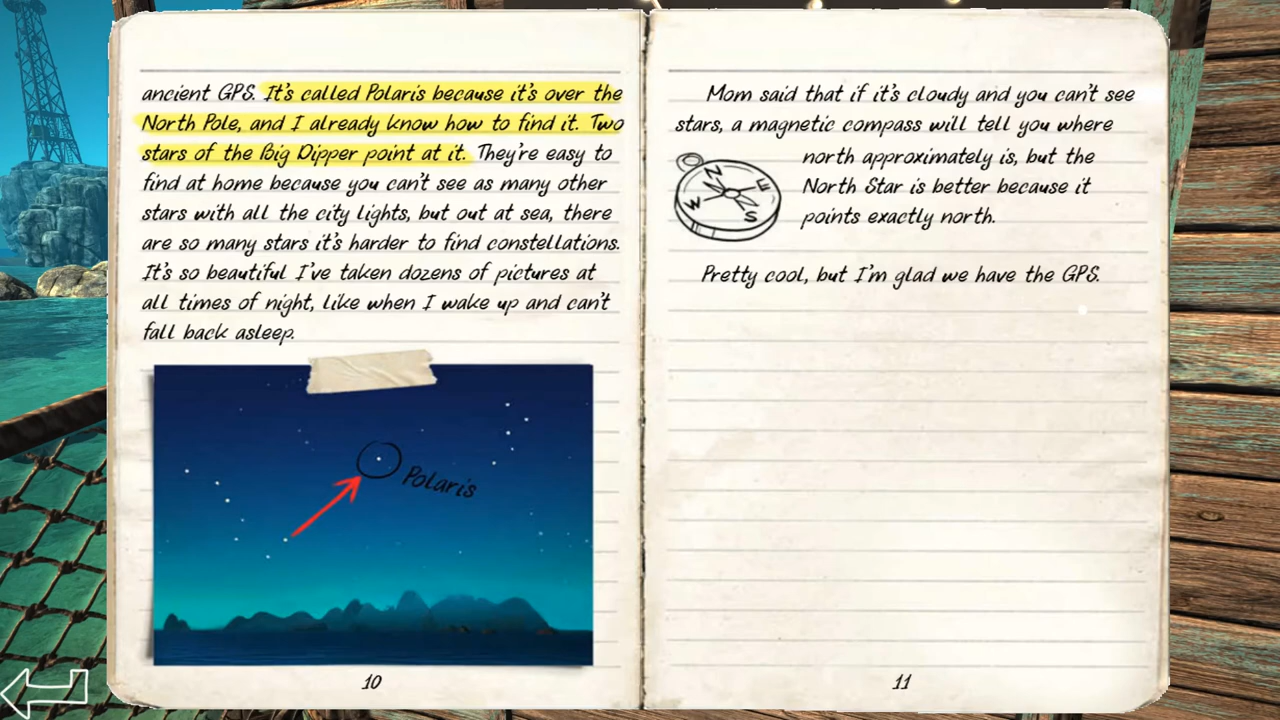 ancient GPS. It's called Polaris because it's over the
North Pole, and I already know how to find it. Two
stars of the Big Dipper point at it. They're easy to
find at home because you can't see as many other
stars with all the city lights, but out at sea, there
are so many stars it's harder to find constellations.
It's so beautiful I've taken dozens of pictures at
all times of night, like when I wake up and can't
fall back asleep.
Polaris
10
Mom said that if it's cloudy and you can't see
stars, a magnetic compass will tell you where
north approximately is, but the
North Star is better because it
points exactly north.
N
E
W
S
Pretty cool, but I'm glad we have the GPS.
11